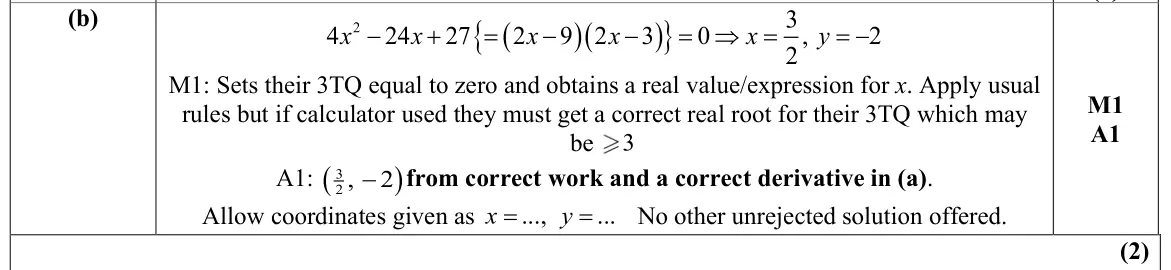 (b)
4x² − 24x + 27{= (2x − 9)(2x − 3)} = 0 ⇒ x = 3/2, y = −2
M1: Sets their 3TQ equal to zero and obtains a real value/expression for x. Apply usual
rules but if calculator used they must get a correct real root for their 3TQ which may
be ⩾3
A1: (3/2, −2) from correct work and a correct derivative in (a).
Allow coordinates given as x = ..., y = ... No other unrejected solution offered.
M1
A1
(2)